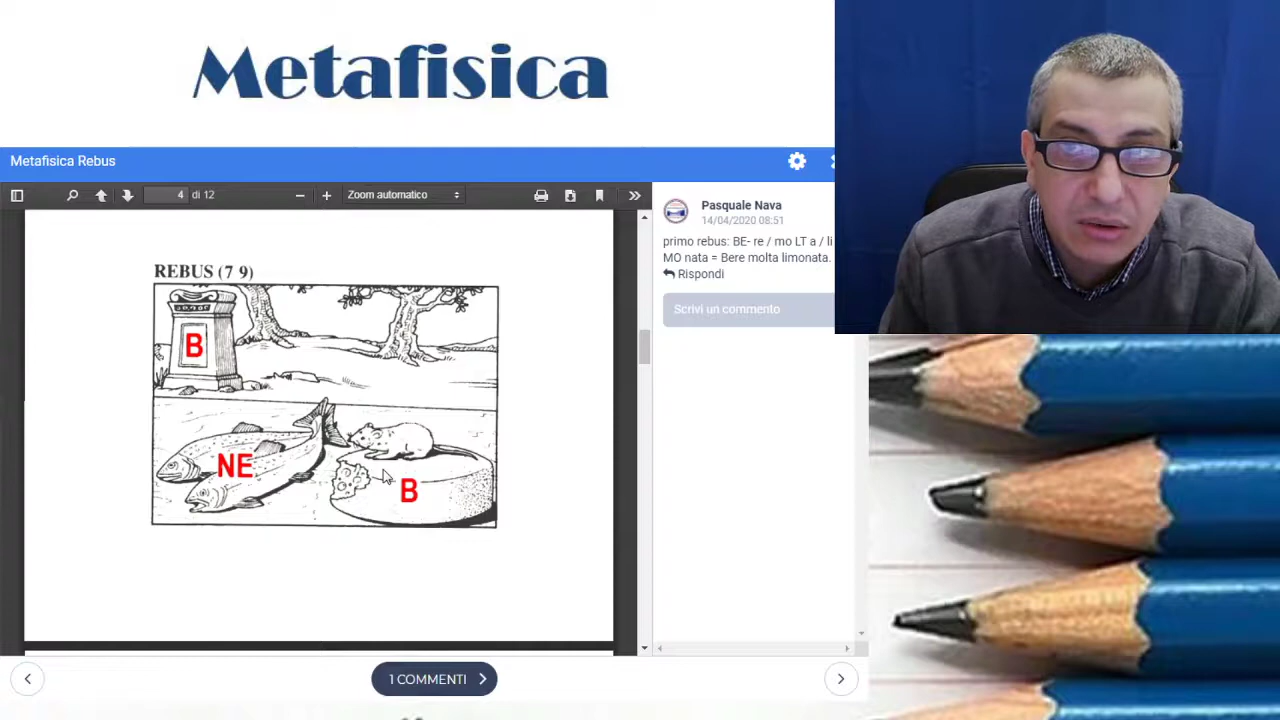 Metafisica
Metafisica Rebus
4 di 12
Zoom automatico
REBUS (7 9)
B
NE
B
Pasquale Nava
14/04/2020 08:51
primo rebus: BE- re / mo LT a / li
MO nata = Bere molta limonata.
Rispondi
Scrivi un commento
1 COMMENTI